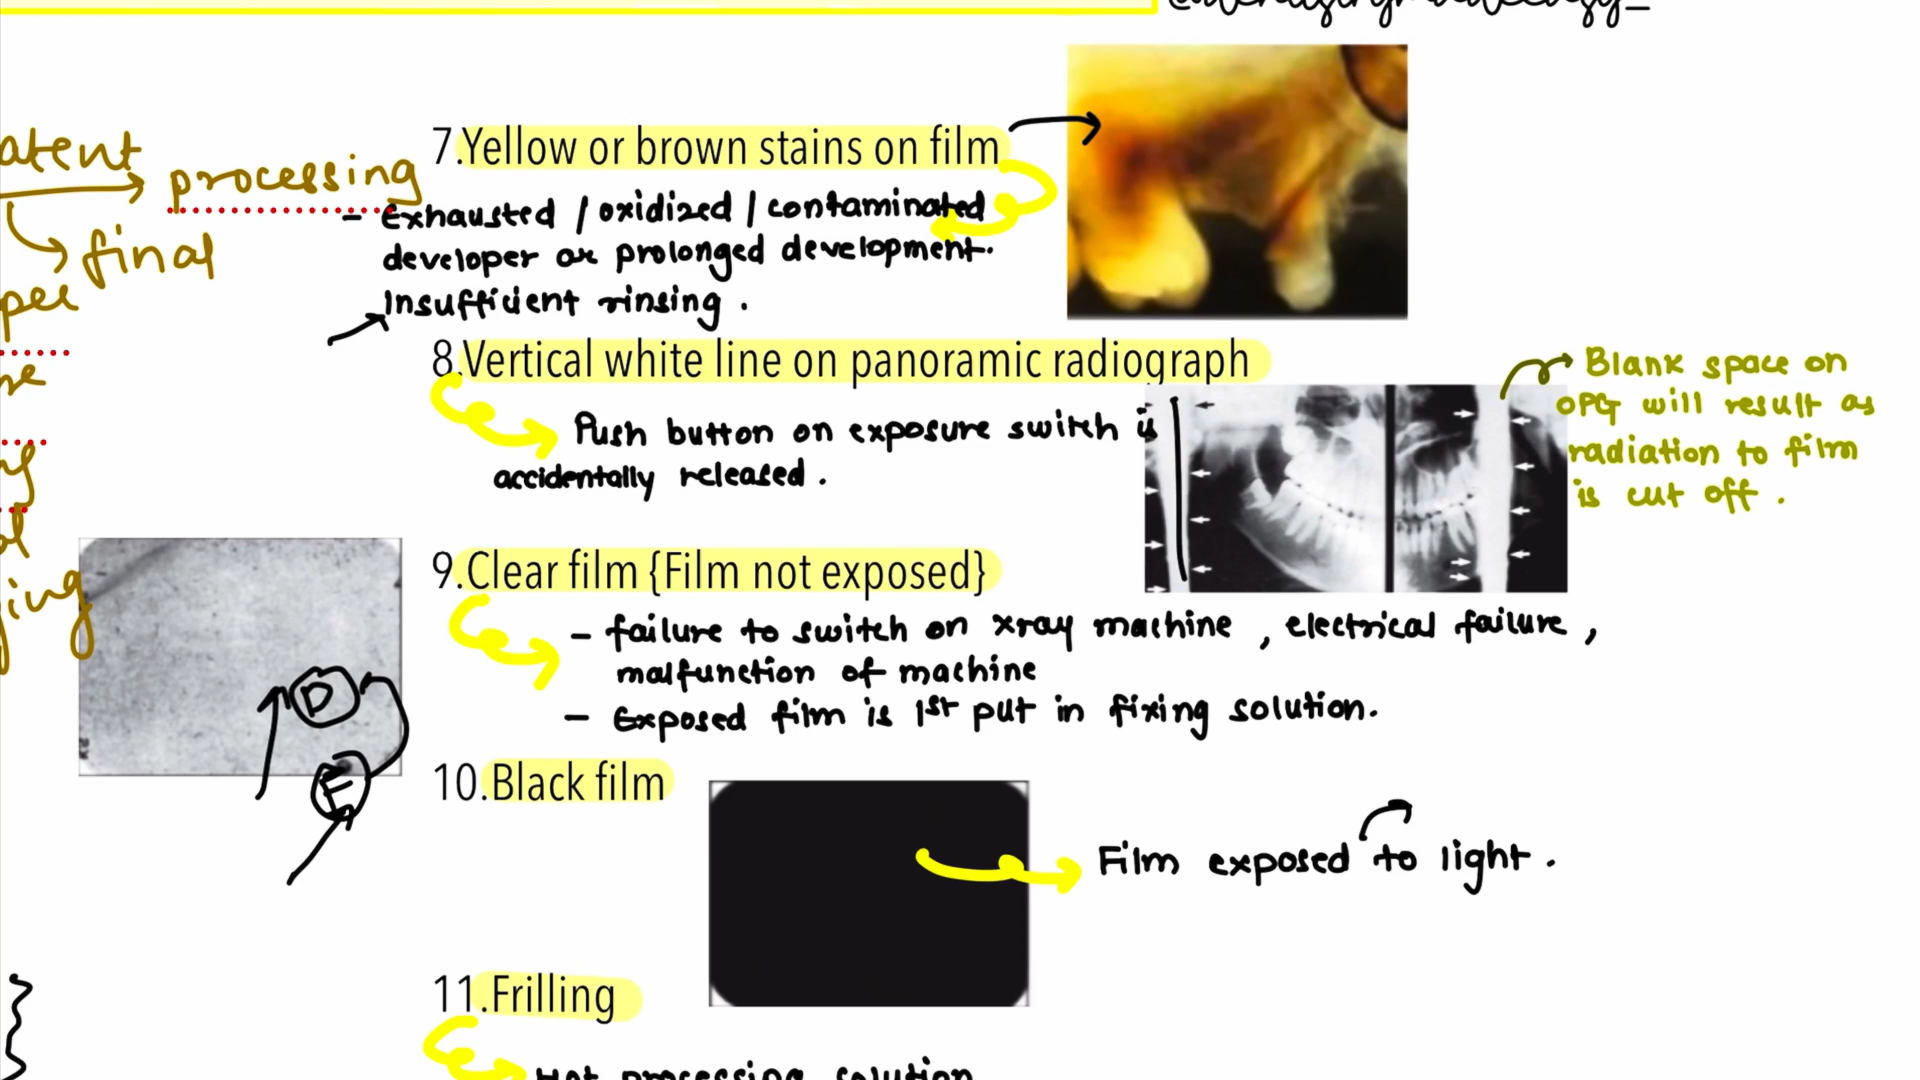 7.Yellow or brown stains on film
- Exhausted / oxidized / contaminated
developer or prolonged development.
Insufficient rinsing .
8.Vertical white line on panoramic radiograph
Push button on exposure switch is
accidentally released .
Blank space on
OPG will result as
radiation to film
is cut off .
9.Clear film {Film not exposed}
- failure to switch on xray machine , electrical failure ,
malfunction of machine
- Exposed film is 1st put in fixing solution.
D
F
10.Black film
Film exposed to light .
11.Frilling
Hot processing solution
processing
final